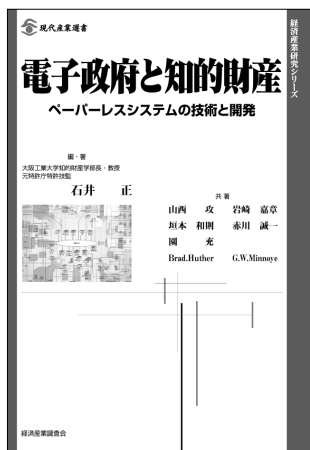 現代産業選書
経済産業研究シリーズ
電子政府と知的財産
ペーパーレスシステムの技術と開発
編・著
大阪工業大学知的財産学部長・教授
元特許庁特許技監
石井 正
共著
山西 攻 岩崎 嘉章
垣本 和則 赤川 誠一
園 充
Brad.Huther G.W.Minnoye
経済産業調査会